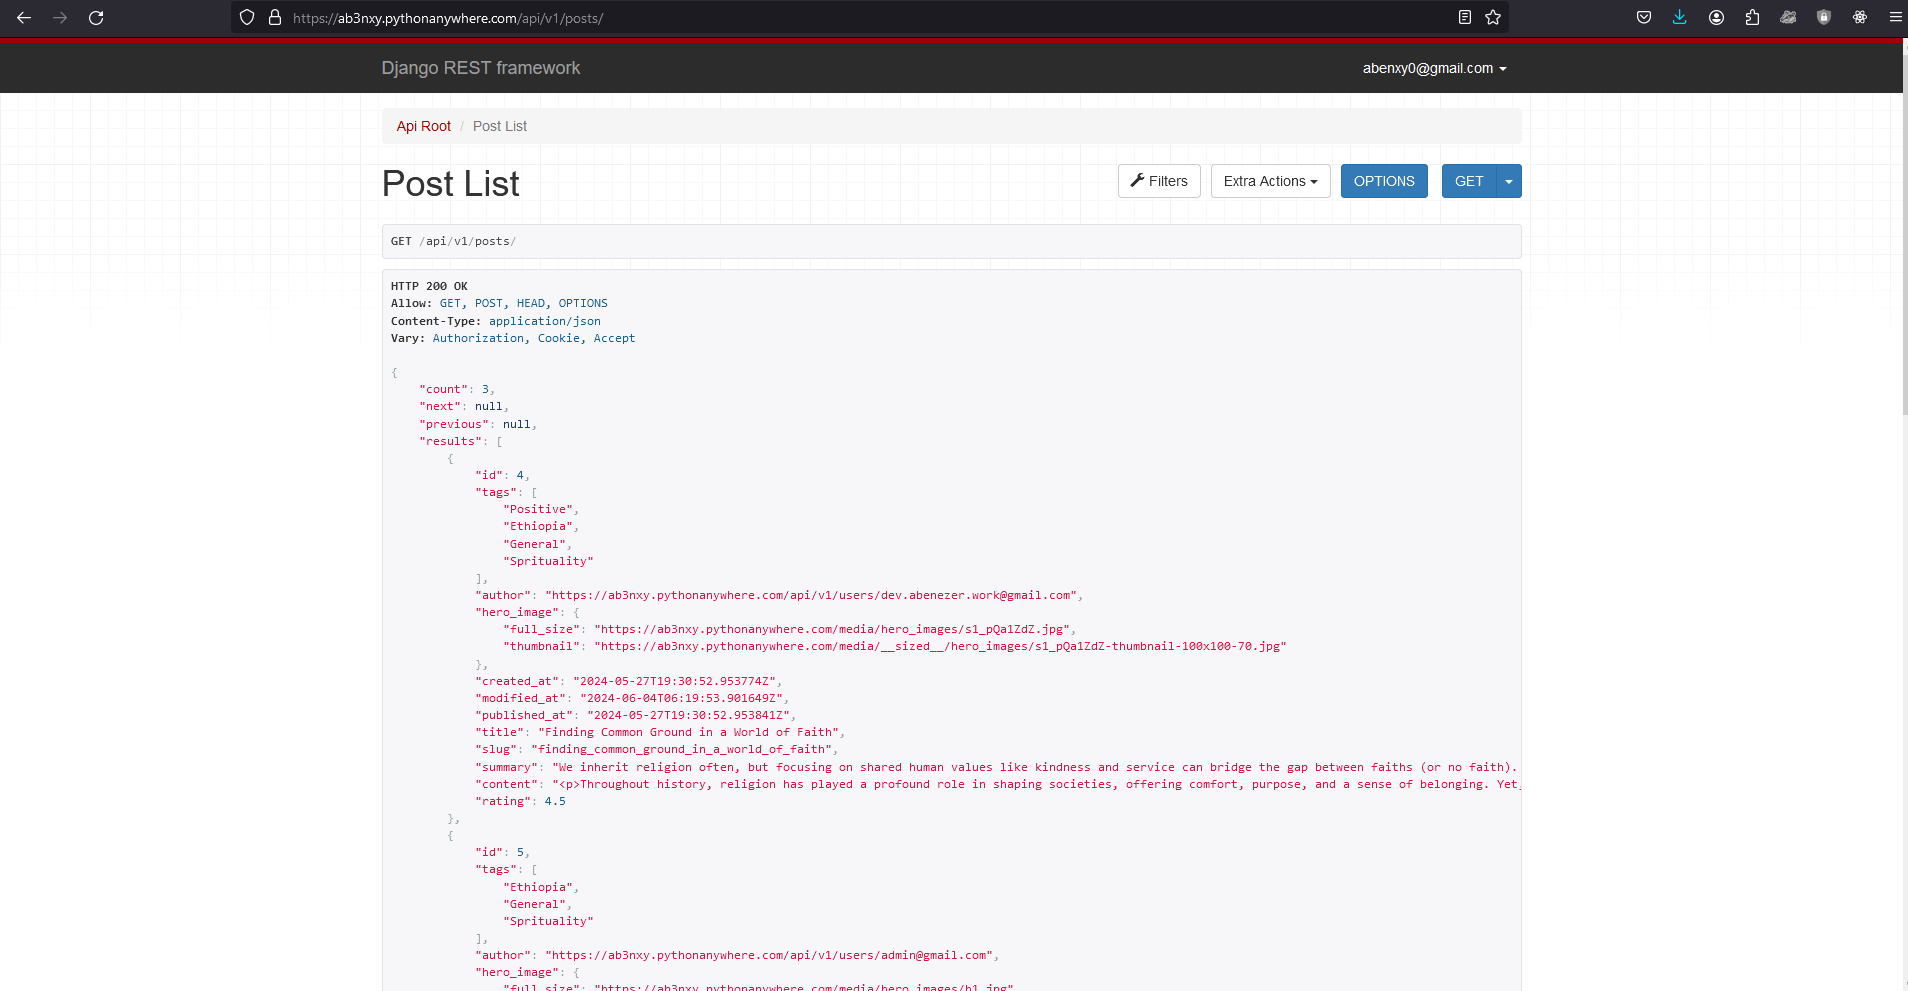 https://ab3nxy.pythonanywhere.com/api/v1/posts/
Django REST framework
abenxy0@gmail.com
Api Root / Post List
Post List
Filters
Extra Actions
OPTIONS
GET
GET /api/v1/posts/
HTTP 200 OK
Allow: GET, POST, HEAD, OPTIONS
Content-Type: application/json
Vary: Authorization, Cookie, Accept
{
"count": 3,
"next": null,
"previous": null,
"results": [
{
"id": 4,
"tags": [
"Positive",
"Ethiopia",
"General",
"Sprituality"
],
"author": "https://ab3nxy.pythonanywhere.com/api/v1/users/dev.abenezer.work@gmail.com",
"hero_image": {
"full_size": "https://ab3nxy.pythonanywhere.com/media/hero_images/s1_pQa1ZdZ.jpg",
"thumbnail": "https://ab3nxy.pythonanywhere.com/media/__sized__/hero_images/s1_pQa1ZdZ-thumbnail-100x100-70.jpg"
},
"created_at": "2024-05-27T19:30:52.953774Z",
"modified_at": "2024-06-04T06:19:53.901649Z",
"published_at": "2024-05-27T19:30:52.953841Z",
"title": "Finding Common Ground in a World of Faith",
"slug": "finding_common_ground_in_a_world_of_faith",
"summary": "We inherit religion often, but focusing on shared human values like kindness and service can bridge the gap between faiths (or no faith).
"content": "<p>Throughout history, religion has played a profound role in shaping societies, offering comfort, purpose, and a sense of belonging. Yet,
"rating": 4.5
},
{
"id": 5,
"tags": [
"Ethiopia",
"General",
"Sprituality"
],
"author": "https://ab3nxy.pythonanywhere.com/api/v1/users/admin@gmail.com",
"hero_image": {
"full_size": "https://ab3nxy.pythonanywhere.com/media/hero_images/b1.jpg"